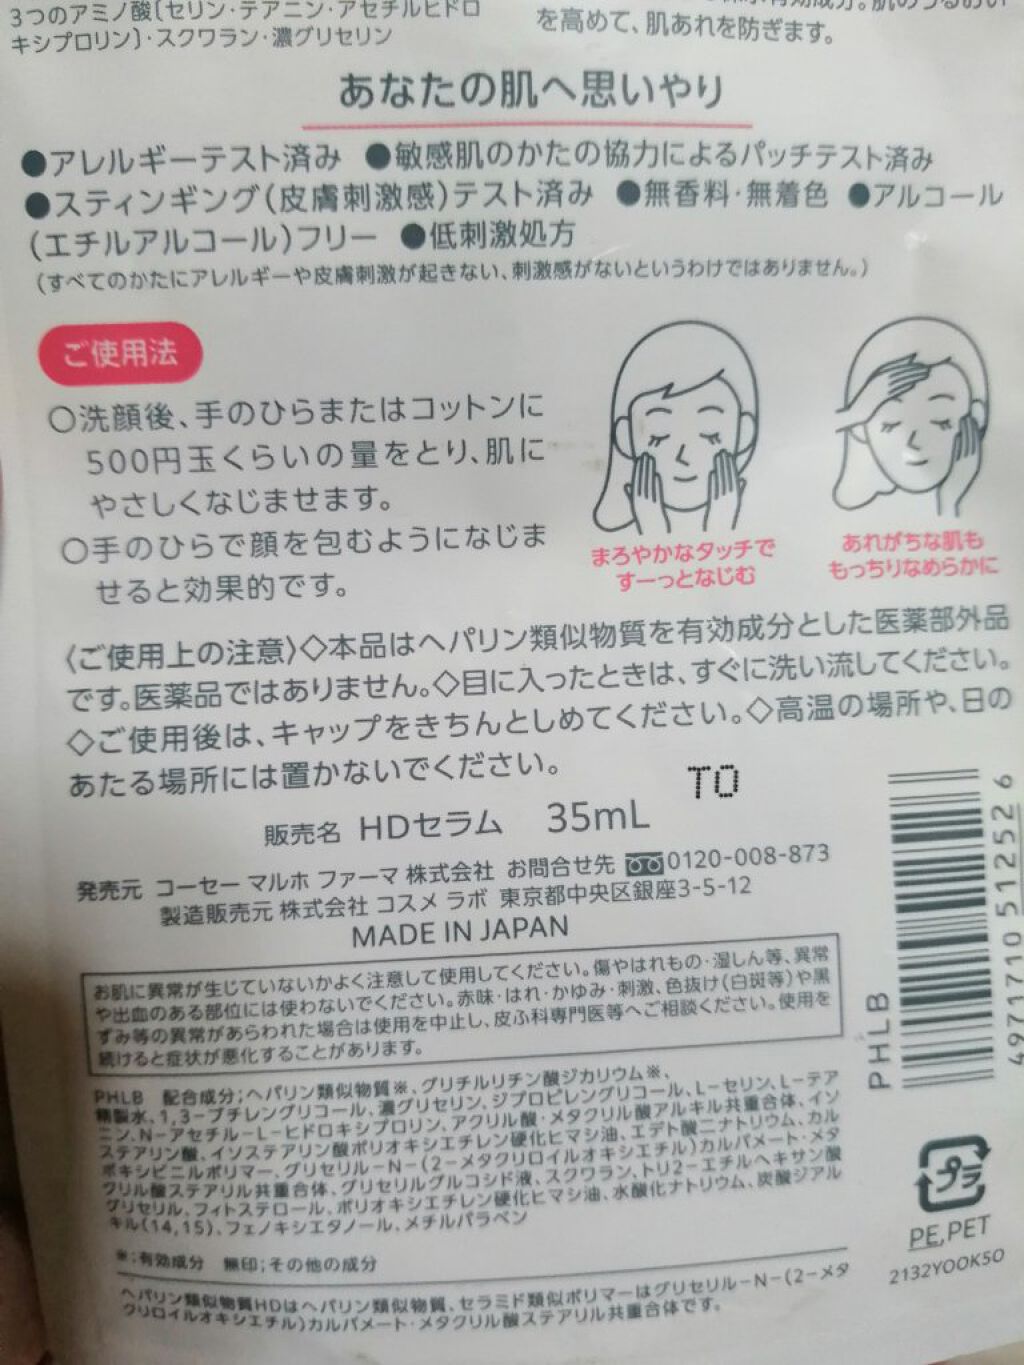 3つのアミノ酸〔セリン・テアニン・アセチルヒドロ
キシプロリン〕・スクワラン・濃グリセリン
を高めて、肌あれを防ぎます。
あなたの肌へ思いやり
●アレルギーテスト済み ●敏感肌のかたの協力によるパッチテスト済み
●スティンギング(皮膚刺激感)テスト済み ●無香料・無着色 ●アルコール
(エチルアルコール)フリー ●低刺激処方
(すべてのかたにアレルギーや皮膚刺激が起きない、刺激感がないというわけではありません。)
ご使用法
○洗顔後、手のひらまたはコットンに
500円玉くらいの量をとり、肌に
やさしくなじませます。
○手のひらで顔を包むようになじま
せると効果的です。
まろやかなタッチで
すーっとなじむ
あれがちな肌も
もっちりなめらかに
〈ご使用上の注意〉◇本品はヘパリン類似物質を有効成分とした医薬部外品
です。医薬品ではありません。◇目に入ったときは、すぐに洗い流してください。
◇ご使用後は、キャップをきちんとしめてください。◇高温の場所や、日の
あたる場所には置かないでください。
TO
販売名 HDセラム 35mL
発売元 コーセー マルホ ファーマ 株式会社 お問合せ先 0120-008-873
製造販売元 株式会社 コスメ ラボ 東京都中央区銀座3-5-12
MADE IN JAPAN
お肌に異常が生じていないかよく注意して使用してください。傷やはれもの・湿しん等、異常
や出血のある部位には使わないでください。赤味・はれ・かゆみ・刺激、色抜け(白斑等)や黒
ずみ等の異常があらわれた場合は使用を中止し、皮ふ科専門医等へご相談ください。使用を
続けると症状が悪化することがあります。
PHLB 配合成分;ヘパリン類似物質※、グリチルリチン酸ジカリウム※、
精製水、1,3-ブチレングリコール、濃グリセリン、ジプロピレングリコール、L-セリン、L-テア
ニン、N-アセチル-L-ヒドロキシプロリン、アクリル酸・メタクリル酸アルキル共重合体、イソ
ステアリン酸、イソステアリン酸ポリオキシエチレン硬化ヒマシ油、エデト酸二ナトリウム、カル
ボキシビニルポリマー、グリセリル-N-(2-メタクリロイルオキシエチル)カルバメート・メタ
クリル酸ステアリル共重合体、グリセリルグルコシド液、スクワラン、トリ2-エチルヘキサン酸
グリセリル、フィトステロール、ポリオキシエチレン硬化ヒマシ油、水酸化ナトリウム、炭酸ジアル
キル(14,15)、フェノキシエタノール、メチルパラベン
※;有効成分 無印;その他の成分
ヘパリン類似物質HDはヘパリン類似物質、セラミド類似ポリマーはグリセリル-N-(2-メタ
クリロイルオキシエチル)カルバメート・メタクリル酸ステアリル共重合体です。
PHLB
4971710 512526
プラ
PE,PET
2132YOOK50